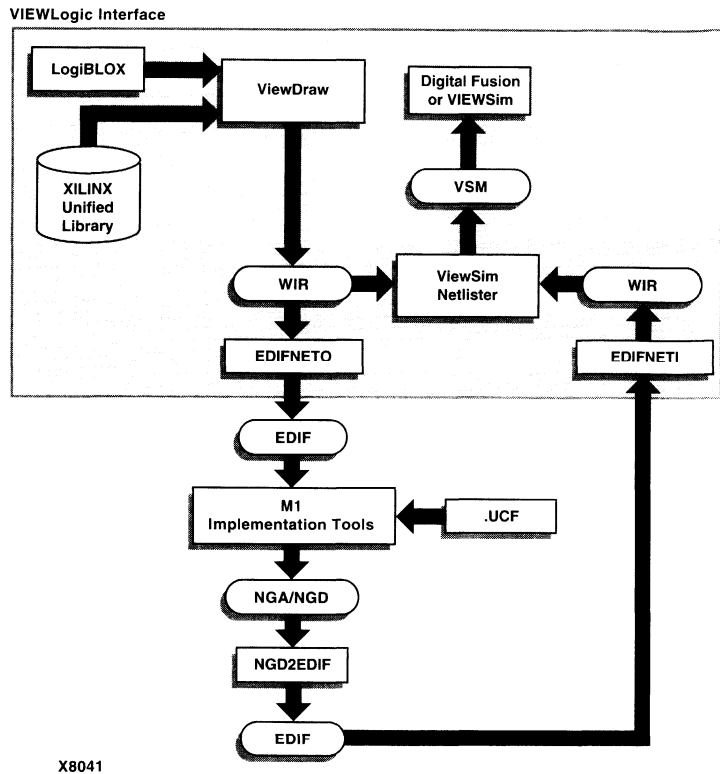 VIEWLogic Interface
LogiBLOX
ViewDraw
Digital Fusion
or VIEWSim
XILINX
Unified
Library
VSM
WIR
ViewSim
Netlister
WIR
EDIFNETO
EDIFNETI
EDIF
M1
Implementation Tools
.UCF
NGA/NGD
NGD2EDIF
EDIF
X8041